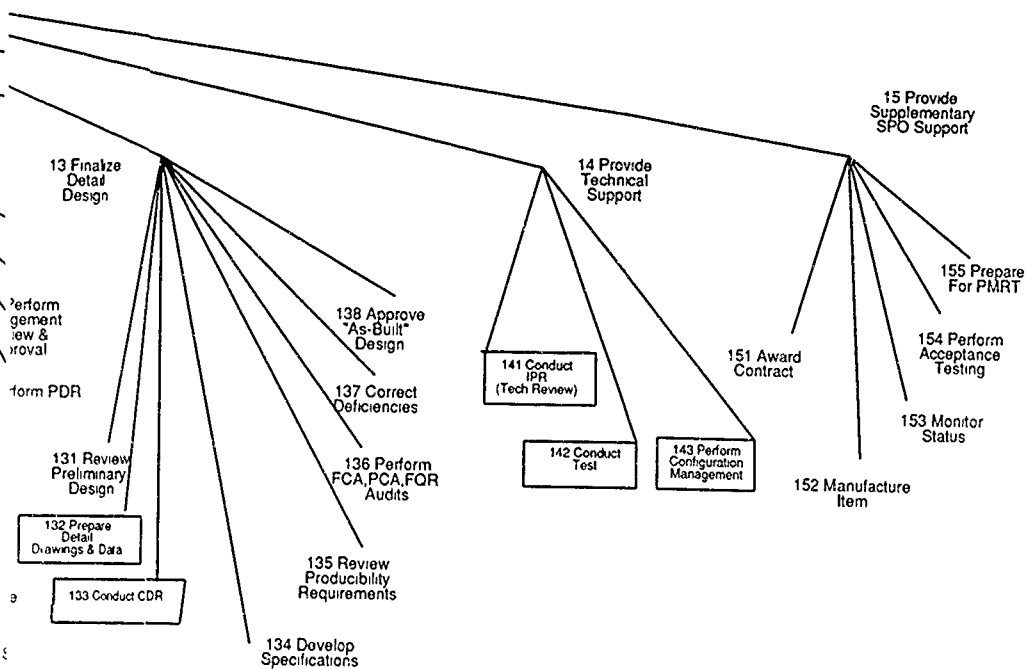 15 Provide
Supplementary
SPO Support
13 Finalize
Detail
Design
14 Provide
Technical
Support
155 Prepare
For PMRT
138 Approve
"As-Built"
Design
154 Perform
Acceptance
Testing
151 Award
Contract
141 Conduct
IPR
(Tech Review)
137 Correct
Deficiencies
153 Monitor
Status
PDR
131 Review
Preliminary
Design
136 Perform
FCA,PCA,FQR
Audits
142 Conduct
Test
143 Perform
Configuration
Management
152 Manufacture
Item
132 Prepare
Detail
Drawings & Data
135 Review
Producibility
Requirements
133 Conduct CDR
134 Develop
Specifications